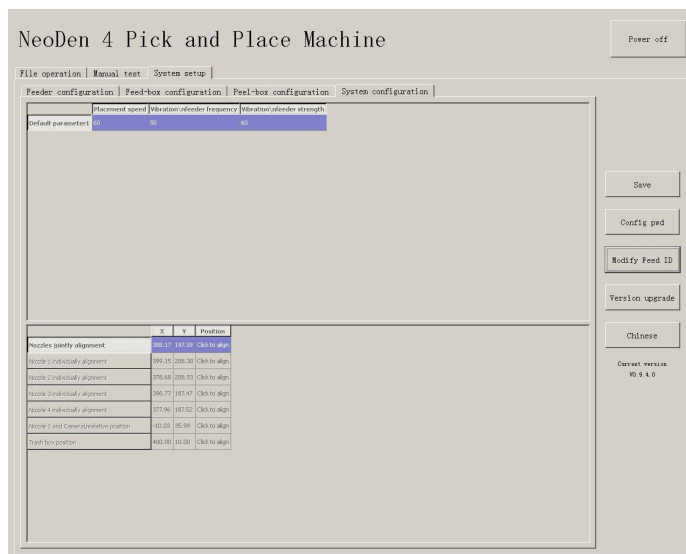 NeoDen 4 Pick and Place Machine
Power off
File operation Manual test System setup
Feeder configuration Feed-box configuration Peel-box configuration System configuration
Placement speed Vibration\nfeeder frequency Vibration\nfeeder strength
Default parameter1 60 50 60
Save
Config pwd
Modify Feed ID
Version upgrade
Chinese
Current version
V0.9.4.0
X Y Position
Nozzles jointly alignment 388.17 197.39 Click to align
Nozzle 1 individually alignment 399.15 208.30 Click to align
Nozzle 2 individually alignment 378.68 208.53 Click to align
Nozzle 3 individually alignment 398.77 187.47 Click to align
Nozzle 4 individually alignment 377.96 187.52 Click to align
Nozzle 1 and Camera\nrelative position -10.03 35.99 Click to align
Trash box position 400.00 10.00 Click to align